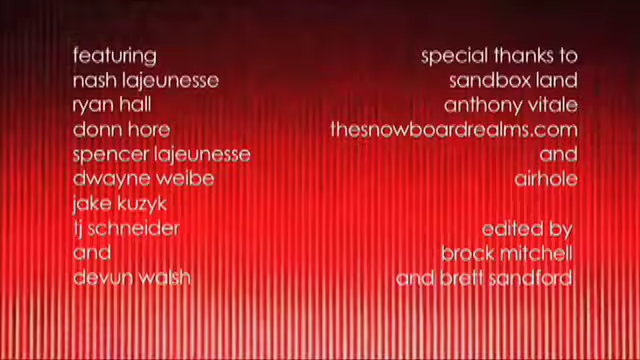 featuring
nash lajeunesse
ryan hall
donn hore
spencer lajeunesse
dwayne weibe
jake kuzyk
tj schneider
and
devun walsh
special thanks to
sandbox land
anthony vitale
thesnowboardrealms.com
and
airhole
edited by
brock mitchell
and brett sandford